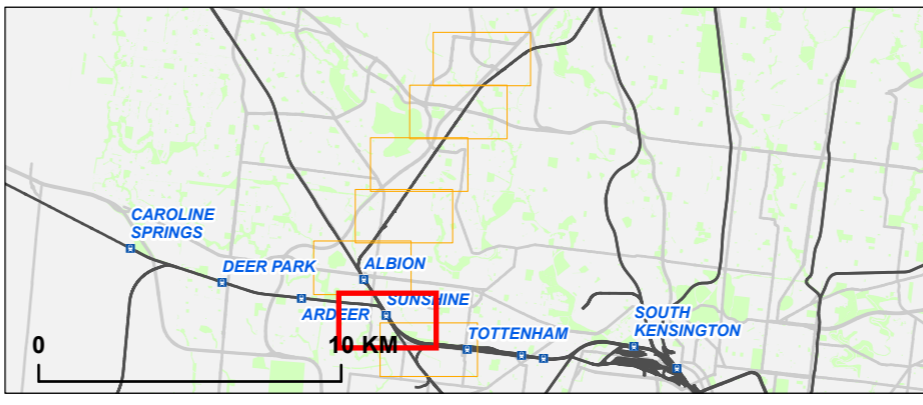 CAROLINE
SPRINGS
DEER PARK
ALBION
ARDEER
SUNSHINE
TOTTENHAM
SOUTH
KENSINGTON
0
10 KM